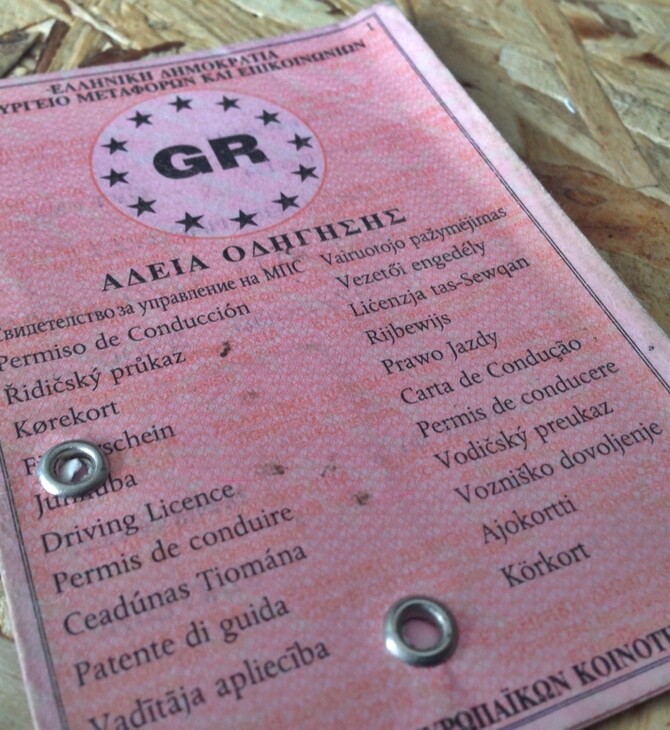 1
ΕΛΛΗΝΙΚΗ ΔΗΜΟΚΡΑΤΙΑ
ΥΡΓΕΙΟ ΜΕΤΑΦΟΡΩΝ ΚΑΙ ΕΠΙΚΟΙΝΩΝΙΩΝ
GR
ΑΔΕΙΑ ΟΔΗΓΗΣΗΣ
Свидетелство за управление на МПС
Permiso de Conducción
Řidičský průkaz
Kørekort
Driving Licence
Permis de conduire
Ceadúnas Tiomána
Patente di guida
Vadītāja apliecība
Vairuotojo pažymėjimas
Vezetői engedély
Liċenzja tas-Sewqan
Rijbewijs
Prawo Jazdy
Carta de Condução
Permis de conducere
Vodičský preukaz
Vozniško dovoljenje
Ajokortti
Körkort
ΥΡΩΠΑΪΚΩΝ ΚΟΙΝΟΤ